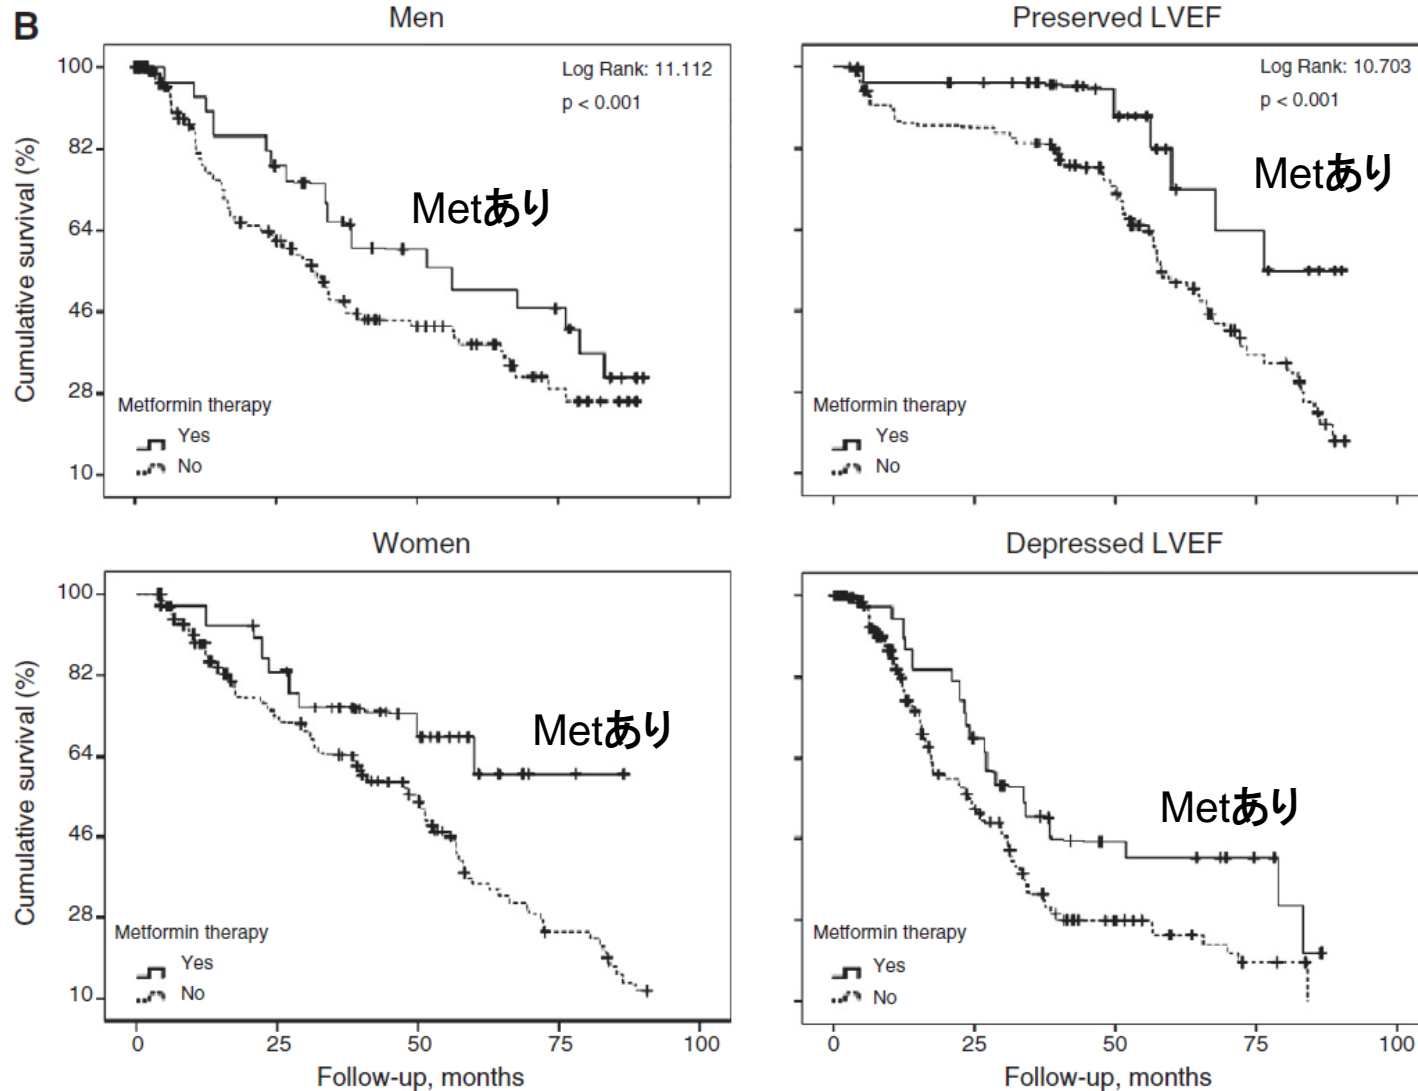 B
Men
Cumulative survival (%)
100
82
64
46
28
10
Log Rank: 11.112
p < 0.001
Metあり
Metformin therapy
Yes
No
Preserved LVEF
Log Rank: 10.703
p < 0.001
Metあり
Metformin therapy
Yes
No
Women
Cumulative survival (%)
100
82
64
46
28
10
Metあり
Metformin therapy
Yes
No
0 25 50 75 100
Follow-up, months
Depressed LVEF
Metあり
Metformin therapy
Yes
No
0 25 50 75 100
Follow-up, months